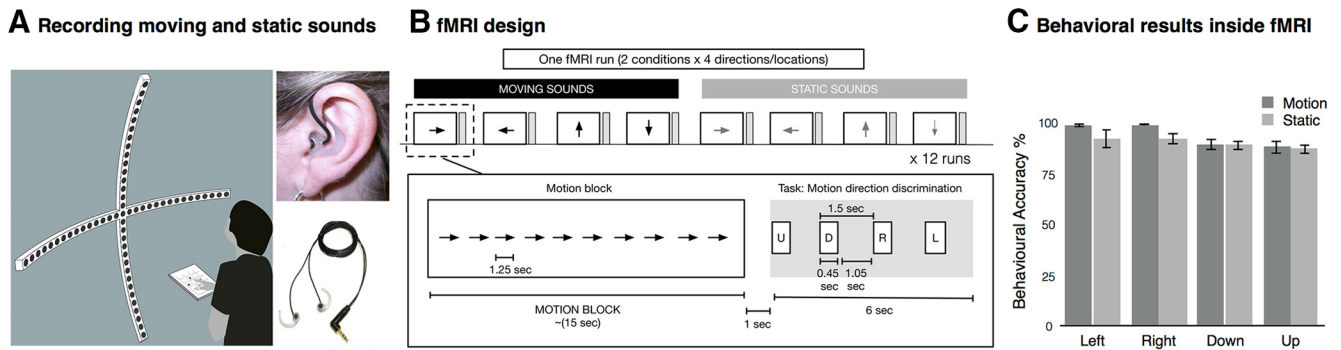 A Recording moving and static sounds
B fMRI design
One fMRI run (2 conditions x 4 directions/locations)
MOVING SOUNDS
STATIC SOUNDS
x 12 runs
Motion block
1.25 sec
MOTION BLOCK
~(15 sec)
1 sec
Task: Motion direction discrimination
1.5 sec
U D R L
0.45 1.05
sec sec
6 sec
C Behavioral results inside fMRI
Motion
Static
Behavioural Accuracy %
100
75
50
25
0
Left Right Down Up